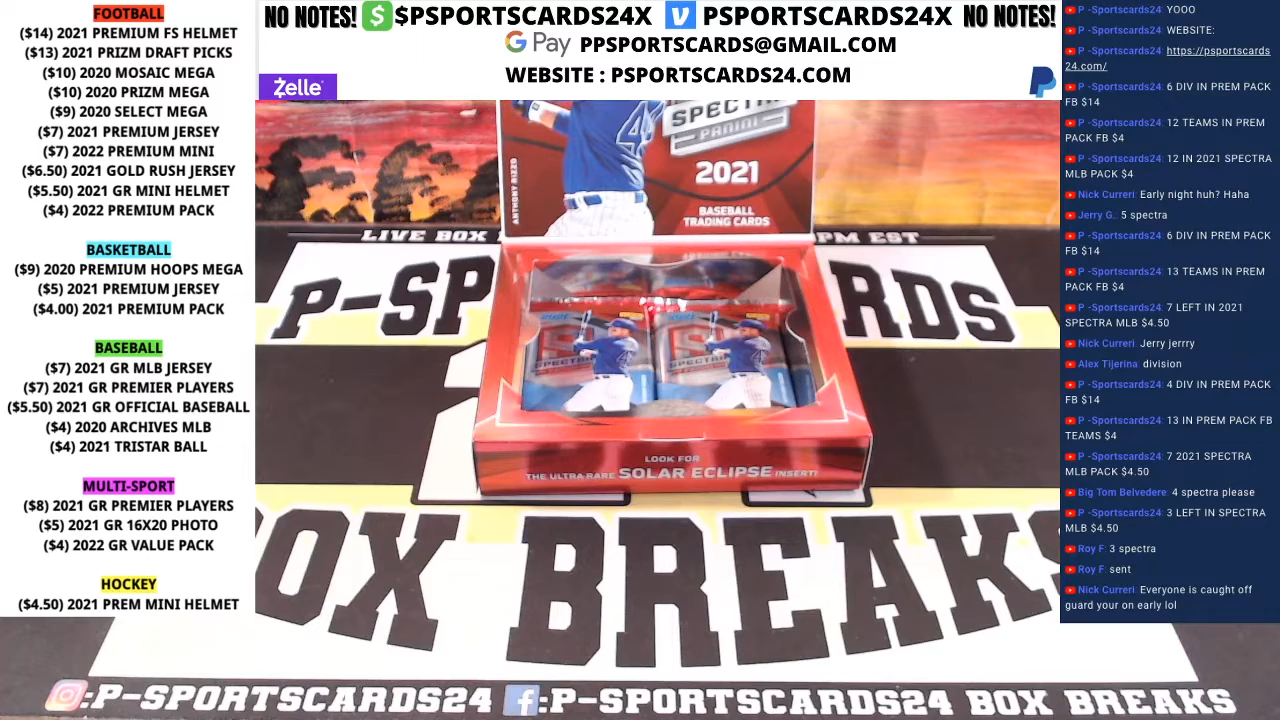 FOOTBALL
($14) 2021 PREMIUM FS HELMET
($13) 2021 PRIZM DRAFT PICKS
($10) 2020 MOSAIC MEGA
($10) 2020 PRIZM MEGA
($9) 2020 SELECT MEGA
($7) 2021 PREMIUM JERSEY
($7) 2022 PREMIUM MINI
($6.50) 2021 GOLD RUSH JERSEY
($5.50) 2021 GR MINI HELMET
($4) 2022 PREMIUM PACK
BASKETBALL
($9) 2020 PREMIUM HOOPS MEGA
($5) 2021 PREMIUM JERSEY
($4.00) 2021 PREMIUM PACK
BASEBALL
($7) 2021 GR MLB JERSEY
($7) 2021 GR PREMIER PLAYERS
($5.50) 2021 GR OFFICIAL BASEBALL
($4) 2020 ARCHIVES MLB
($4) 2021 TRISTAR BALL
MULTI-SPORT
($8) 2021 GR PREMIER PLAYERS
($5) 2021 GR 16X20 PHOTO
($4) 2022 GR VALUE PACK
HOCKEY
($4.50) 2021 PREM MINI HELMET
NO NOTES! $PSPORTSCARDS24X PSPORTSCARDS24X NO NOTES!
G Pay PPSPORTSCARDS@GMAIL.COM
Zelle WEBSITE : PSPORTSCARDS24.COM
SPECTRA
PANINI
2021
BASEBALL
TRADING CARDS
ANTHONY RIZZO
LIVE BOX PM EST
P-SP RDS
SPECTRA SPECTRA
LOOK FOR
THE ULTRA-RARE SOLAR ECLIPSE INSERT!
BOX BREAKS
:P-SPORTSCARDS24 :P-SPORTSCARDS24 BOX BREAKS
P -Sportscards24: YOOO
P -Sportscards24: WEBSITE:
P -Sportscards24: https://psportscards
24.com/
P -Sportscards24: 6 DIV IN PREM PACK
FB $14
P -Sportscards24: 12 TEAMS IN PREM
PACK FB $4
P -Sportscards24: 12 IN 2021 SPECTRA
MLB PACK $4
Nick Curreri: Early night huh? Haha
Jerry G.: 5 spectra
P -Sportscards24: 6 DIV IN PREM PACK
FB $14
P -Sportscards24: 13 TEAMS IN PREM
PACK FB $4
P -Sportscards24: 7 LEFT IN 2021
SPECTRA MLB $4.50
Nick Curreri: Jerry jerrry
Alex Tijerina: division
P -Sportscards24: 4 DIV IN PREM PACK
FB $14
P -Sportscards24: 13 IN PREM PACK FB
TEAMS $4
P -Sportscards24: 7 2021 SPECTRA
MLB PACK $4.50
Big Tom Belvedere: 4 spectra please
P -Sportscards24: 3 LEFT IN SPECTRA
MLB $4.50
Roy F: 3 spectra
Roy F: sent
Nick Curreri: Everyone is caught off
guard your on early lol